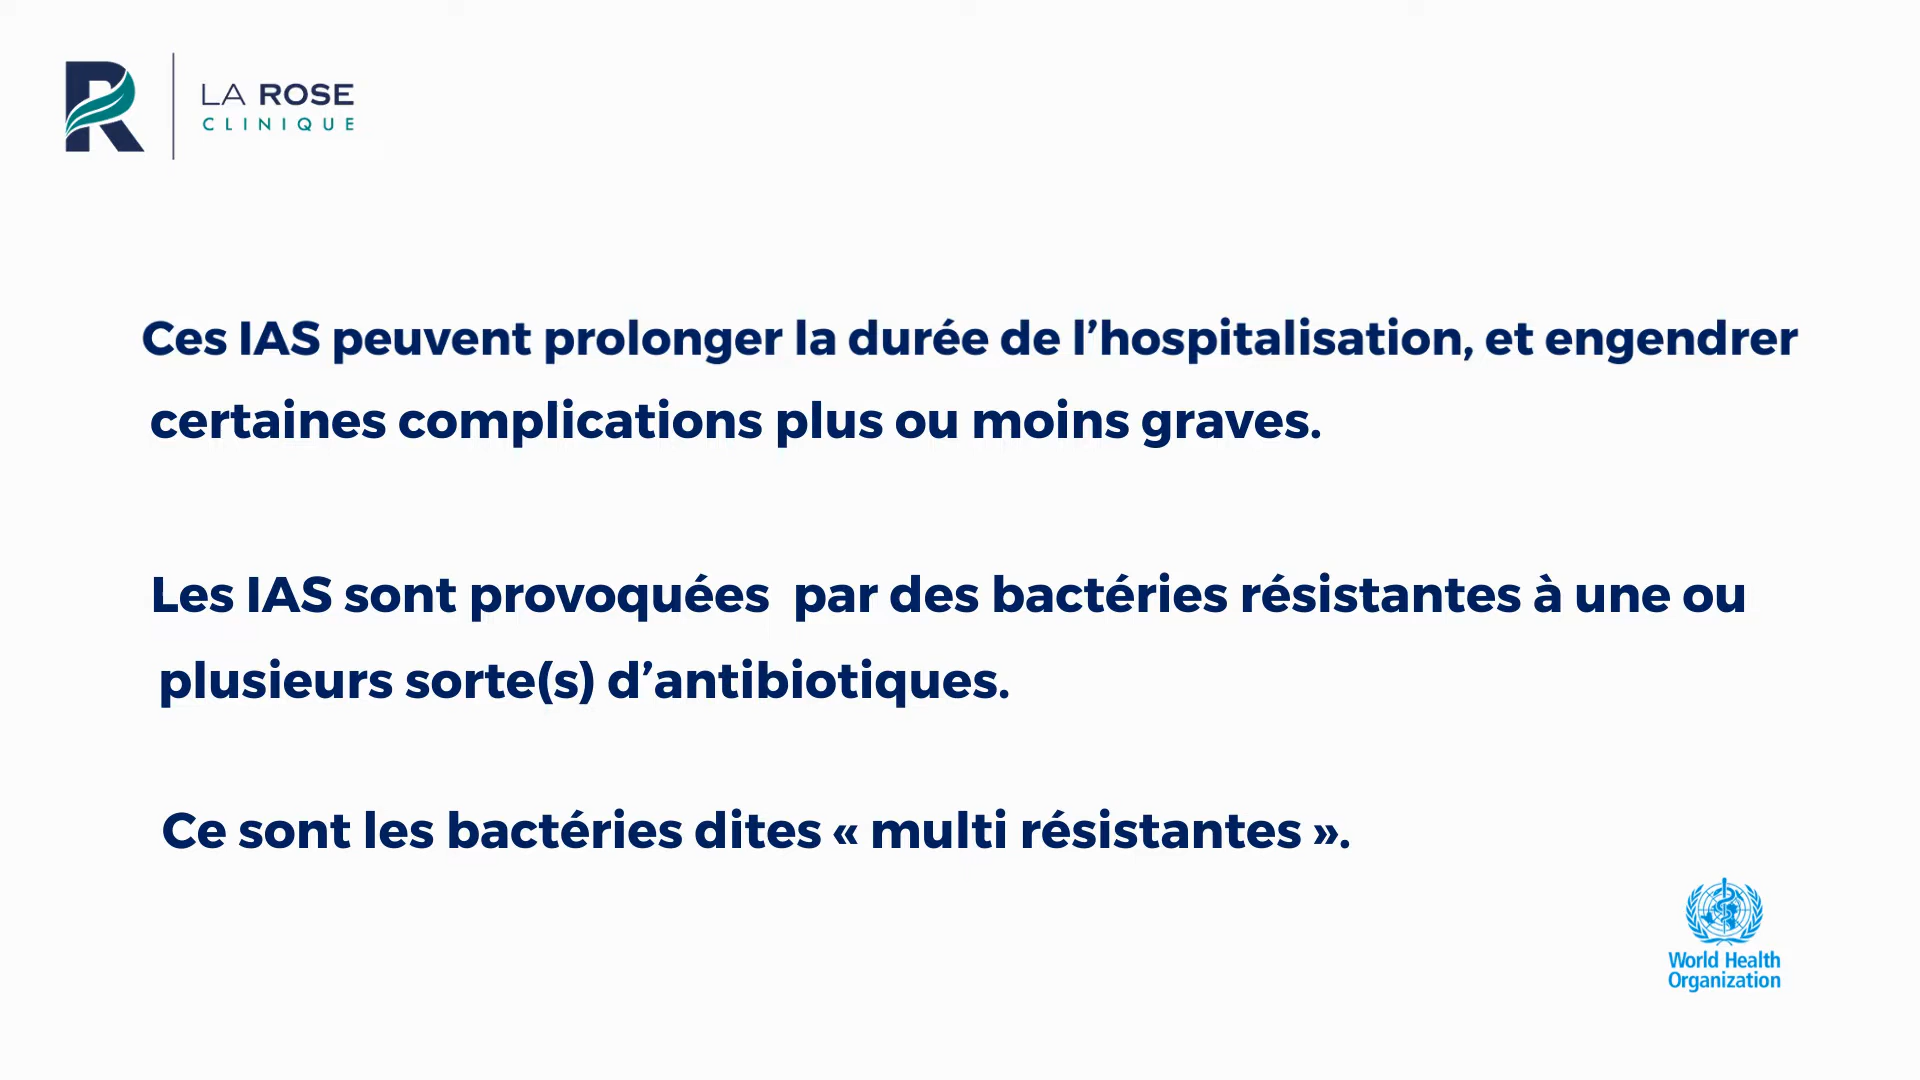 LA ROSE
CLINIQUE
Ces IAS peuvent prolonger la durée de l’hospitalisation, et engendrer
certaines complications plus ou moins graves.
Les IAS sont provoquées par des bactéries résistantes à une ou
plusieurs sorte(s) d’antibiotiques.
Ce sont les bactéries dites « multi résistantes ».
World Health
Organization